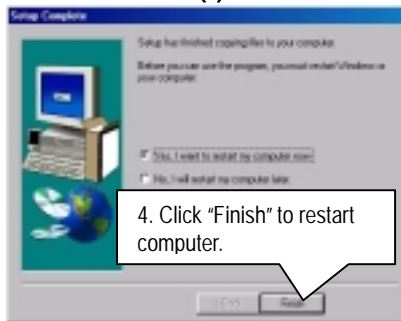 (s)
Setup Complete
Setup has finished copying files to your computer.
Before you can use the program, you must restart Windows or
your computer.
Yes, I want to restart my computer now.
No, I will restart my computer later.
4. Click “Finish” to restart
computer.
Finish